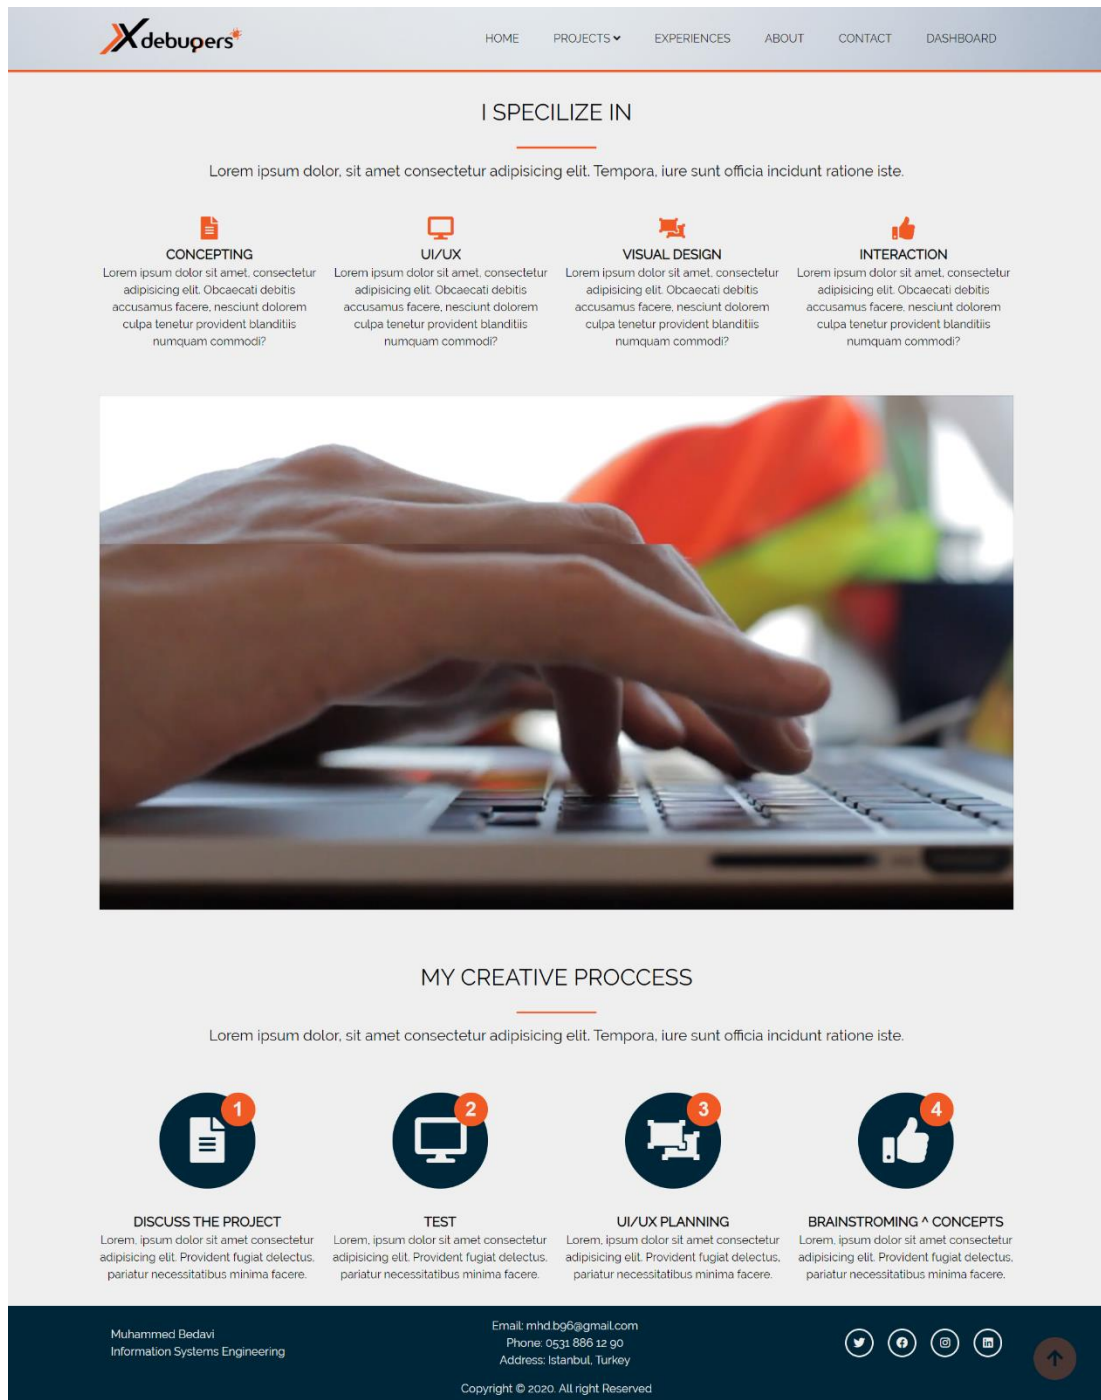 Xdebugers
HOME PROJECTS EXPERIENCES ABOUT CONTACT DASHBOARD
I SPECILIZE IN
Lorem ipsum dolor, sit amet consectetur adipisicing elit. Tempora, iure sunt officia incidunt ratione iste.
CONCEPTING
Lorem ipsum dolor sit amet, consectetur
adipisicing elit. Obcaecati debitis
accusamus facere, nesciunt dolorem
culpa tenetur provident blanditiis
numquam commodi?
UI/UX
Lorem ipsum dolor sit amet, consectetur
adipisicing elit. Obcaecati debitis
accusamus facere, nesciunt dolorem
culpa tenetur provident blanditiis
numquam commodi?
VISUAL DESIGN
Lorem ipsum dolor sit amet, consectetur
adipisicing elit. Obcaecati debitis
accusamus facere, nesciunt dolorem
culpa tenetur provident blanditiis
numquam commodi?
INTERACTION
Lorem ipsum dolor sit amet, consectetur
adipisicing elit. Obcaecati debitis
accusamus facere, nesciunt dolorem
culpa tenetur provident blanditiis
numquam commodi?
MY CREATIVE PROCCESS
Lorem ipsum dolor, sit amet consectetur adipisicing elit. Tempora, iure sunt officia incidunt ratione iste.
1
DISCUSS THE PROJECT
Lorem, ipsum dolor sit amet consectetur
adipisicing elit. Provident fugiat delectus,
pariatur necessitatibus minima facere.
2
TEST
Lorem, ipsum dolor sit amet consectetur
adipisicing elit. Provident fugiat delectus,
pariatur necessitatibus minima facere.
3
UI/UX PLANNING
Lorem, ipsum dolor sit amet consectetur
adipisicing elit. Provident fugiat delectus,
pariatur necessitatibus minima facere.
4
BRAINSTROMING ^ CONCEPTS
Lorem, ipsum dolor sit amet consectetur
adipisicing elit. Provident fugiat delectus,
pariatur necessitatibus minima facere.
Muhammed Bedavi
Information Systems Engineering
Email: mhd.b96@gmail.com
Phone: 0531 886 12 90
Address: Istanbul, Turkey
Copyright © 2020. All right Reserved